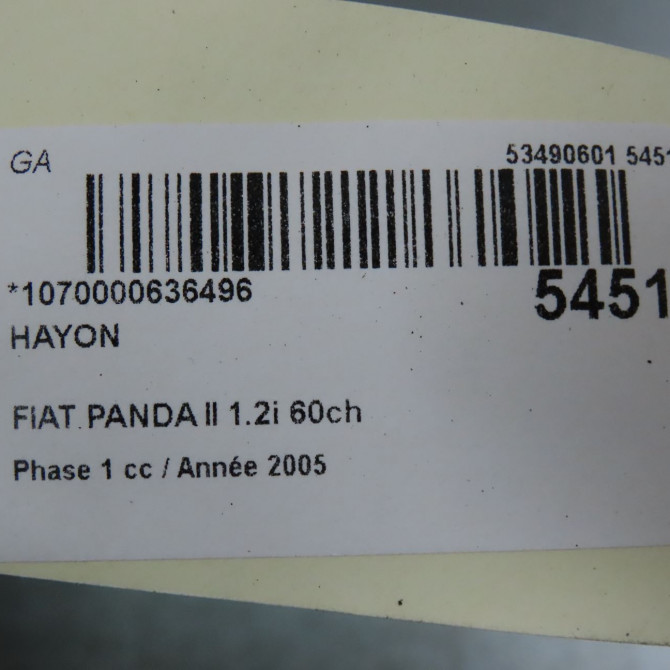 GA
53490601 5451
*1070000636496
5451
HAYON
FIAT PANDA II 1.2i 60ch
Phase 1 cc / Année 2005